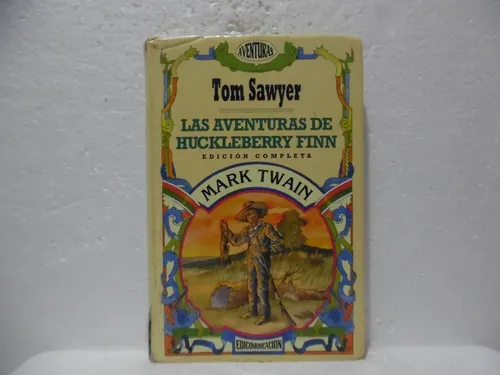 AVENTURAS
Tom Sawyer
LAS AVENTURAS DE
HUCKLEBERRY FINN
EDICIÓN COMPLETA
MARK TWAIN
EDICOMUNICACIÓN